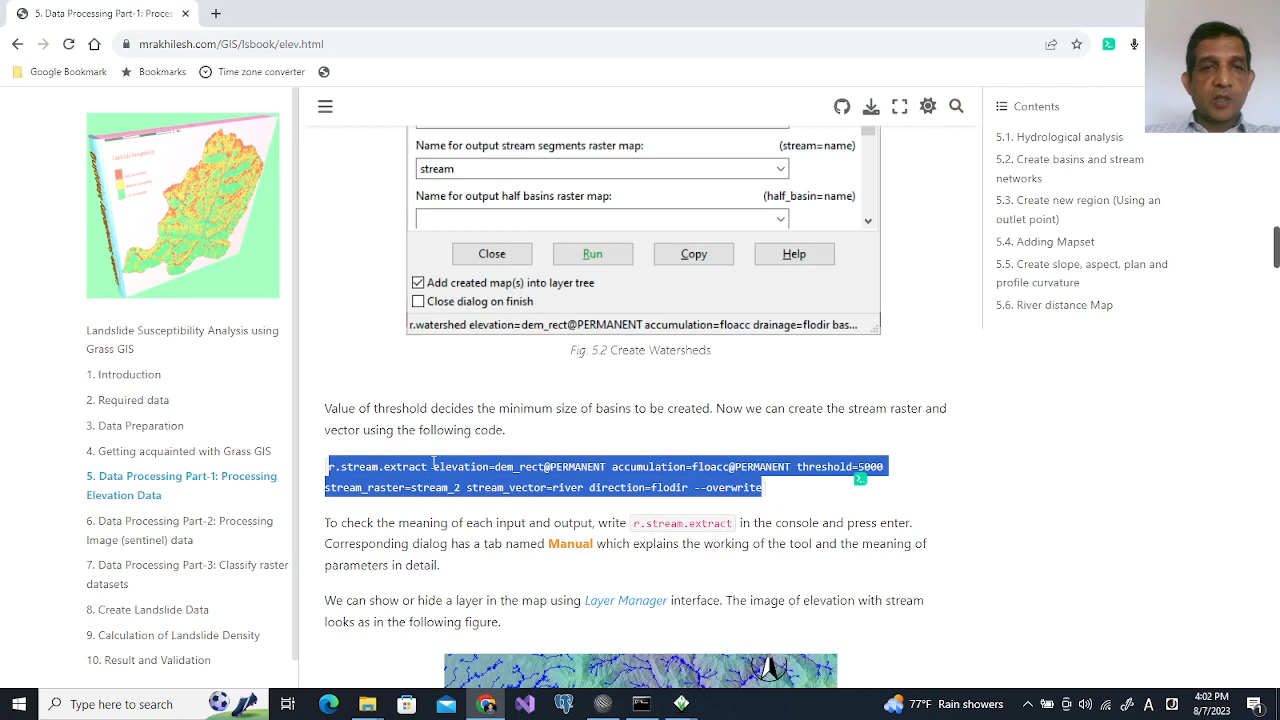 5. Data Processing Part-1: Proces
mrakhilesh.com/GIS/lsbook/elev.html
Google Bookmark
Bookmarks
Time zone converter
Landslide Susceptibility
Landslide Susceptibility Analysis using
Grass GIS
1. Introduction
2. Required data
3. Data Preparation
4. Getting acquainted with Grass GIS
5. Data Processing Part-1: Processing
Elevation Data
6. Data Processing Part-2: Processing
Image (sentinel) data
7. Data Processing Part-3: Classify raster
datasets
8. Create Landslide Data
9. Calculation of Landslide Density
10. Result and Validation
Name for output stream segments raster map: (stream=name)
stream
Name for output half basins raster map: (half_basin=name)
Close Run Copy Help
Add created map(s) into layer tree
Close dialog on finish
r.watershed elevation=dem_rect@PERMANENT accumulation=floacc drainage=flodir bas...
Fig. 5.2 Create Watersheds
Value of threshold decides the minimum size of basins to be created. Now we can create the stream raster and
vector using the following code.
r.stream.extract elevation=dem_rect@PERMANENT accumulation=floacc@PERMANENT threshold=5000
stream_raster=stream_2 stream_vector=river direction=flodir --overwrite
To check the meaning of each input and output, write r.stream.extract in the console and press enter.
Corresponding dialog has a tab named Manual which explains the working of the tool and the meaning of
parameters in detail.
We can show or hide a layer in the map using Layer Manager interface. The image of elevation with stream
looks as in the following figure.
Contents
5.1. Hydrological analysis
5.2. Create basins and stream
networks
5.3. Create new region (Using an
outlet point)
5.4. Adding Mapset
5.5. Create slope, aspect, plan and
profile curvature
5.6. River distance Map
Type here to search
77°F Rain showers
4:02 PM
8/7/2023